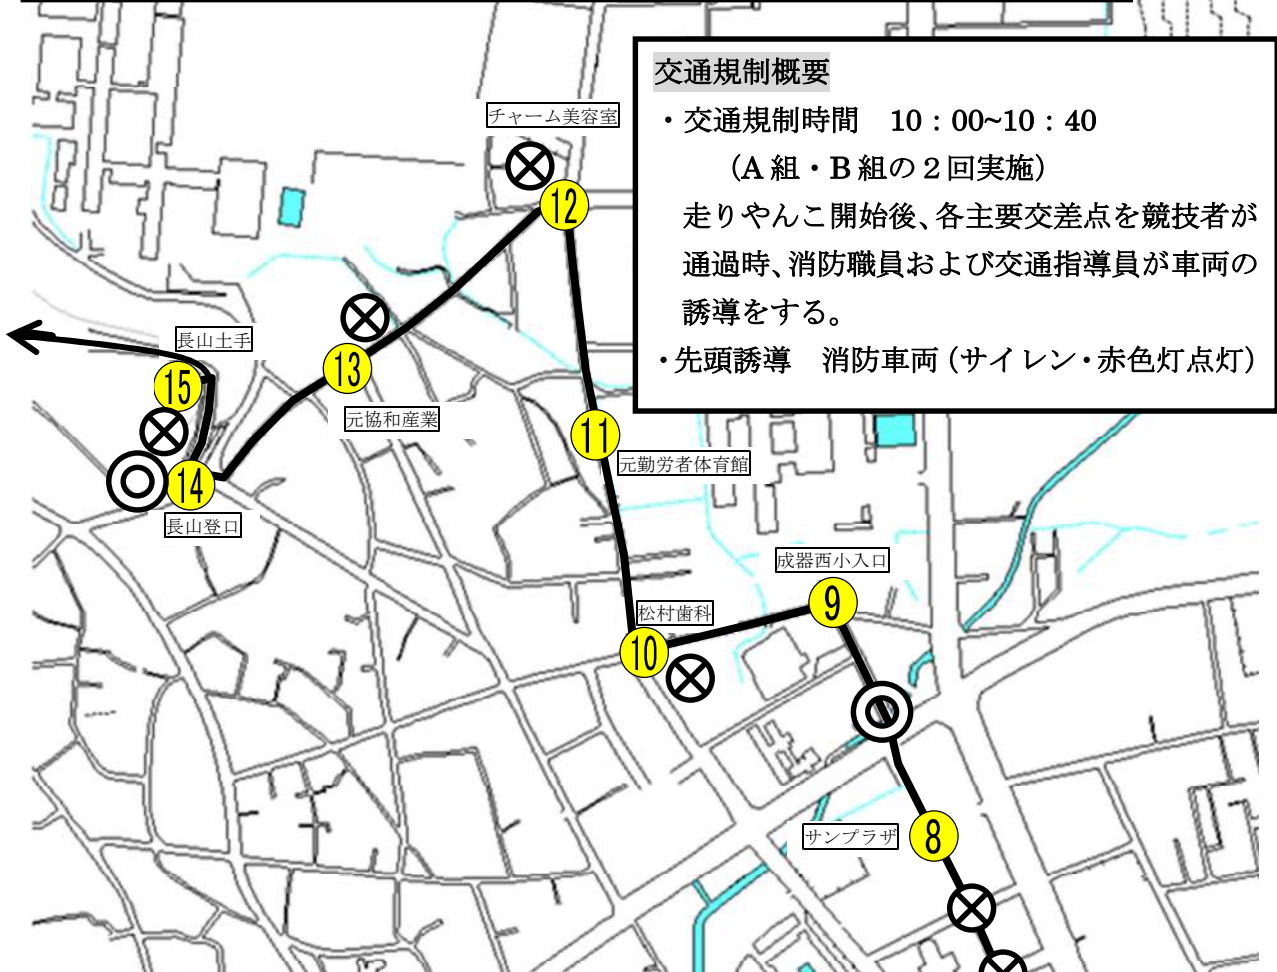 交通規制概要
・交通規制時間　10：00~10：40
（A 組・B 組の２回実施）
走りやんこ開始後、各主要交差点を競技者が
通過時、消防職員および交通指導員が車両の
誘導をする。
・先頭誘導　消防車両（サイレン・赤色灯点灯）
チャーム美容室
12
長山土手
13
15
元協和産業
11
元勤労者体育館
14
長山登口
成器西小入口
9
松村歯科
10
サンプラザ
8